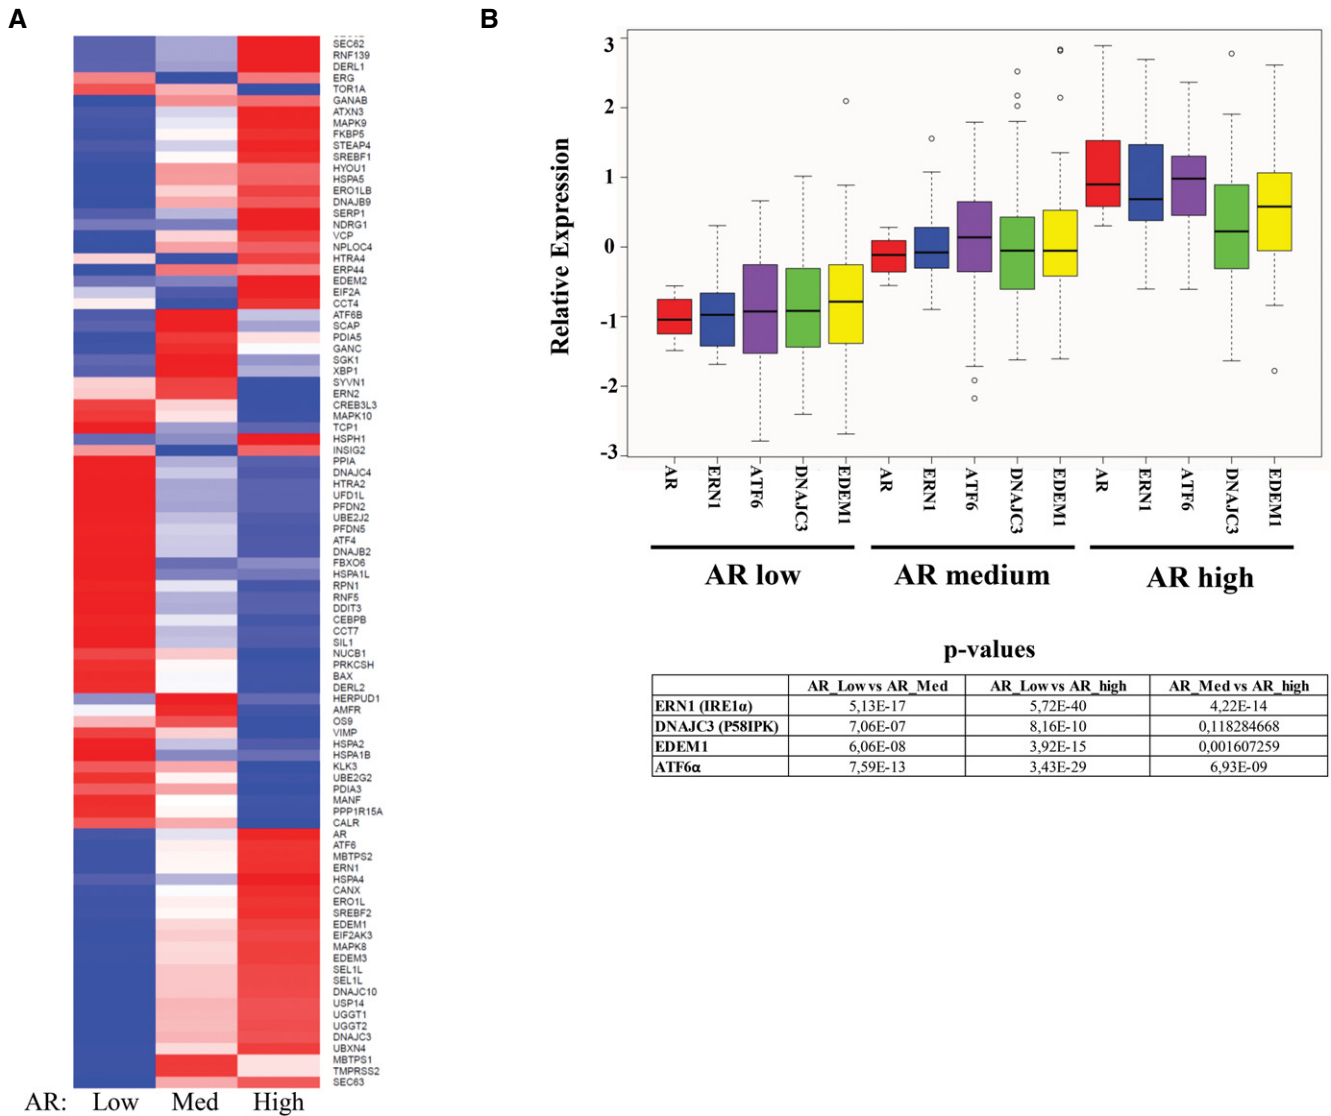 A
SEC62
RNF139
DERL1
ERG
TOR1A
GANAB
ATXN3
MAPK9
FKBP5
STEAP4
SREBF1
HYOU1
HSPA5
ERO1LB
DNAJB9
SERP1
NDRG1
VCP
NPLOC4
HTRA4
ERP44
EDEM2
EIF2A
CCT4
ATF6B
SCAP
PDIA5
GANC
SGK1
XBP1
SYVN1
ERN2
CREB3L3
MAPK10
TCP1
HSPH1
INSIG2
PPIA
DNAJC4
HTRA2
UFD1L
PFDN2
UBE2J2
PFDN5
ATF4
DNAJB2
FBXO6
HSPA1L
RPN1
RNF5
DDIT3
CEBPB
CCT7
SIL1
NUCB1
PRKCSH
BAX
DERL2
HERPUD1
AMFR
OS9
VIMP
HSPA2
HSPA1B
KLK3
UBE2G2
PDIA3
MANF
PPP1R15A
CALR
AR
ATF6
MBTPS2
ERN1
HSPA4
CANX
ERO1L
SREBF2
EDEM1
EIF2AK3
MAPK8
EDEM3
SEL1L
SEL1L
DNAJC10
USP14
UGGT1
UGGT2
DNAJC3
UBXN4
MBTPS1
TMPRSS2
SEC63
AR: Low Med High
B
Relative Expression
3
2
1
0
-1
-2
-3
AR ERN1 ATF6 DNAJC3 EDEM1 AR ERN1 ATF6 DNAJC3 EDEM1 AR ERN1 ATF6 DNAJC3 EDEM1
AR low AR medium AR high
p-values
AR_Low vs AR_Med AR_Low vs AR_high AR_Med vs AR_high
ERN1 (IRE1α) 5,13E-17 5,72E-40 4,22E-14
DNAJC3 (P58IPK) 7,06E-07 8,16E-10 0,118284668
EDEM1 6,06E-08 3,92E-15 0,001607259
ATF6α 7,59E-13 3,43E-29 6,93E-09